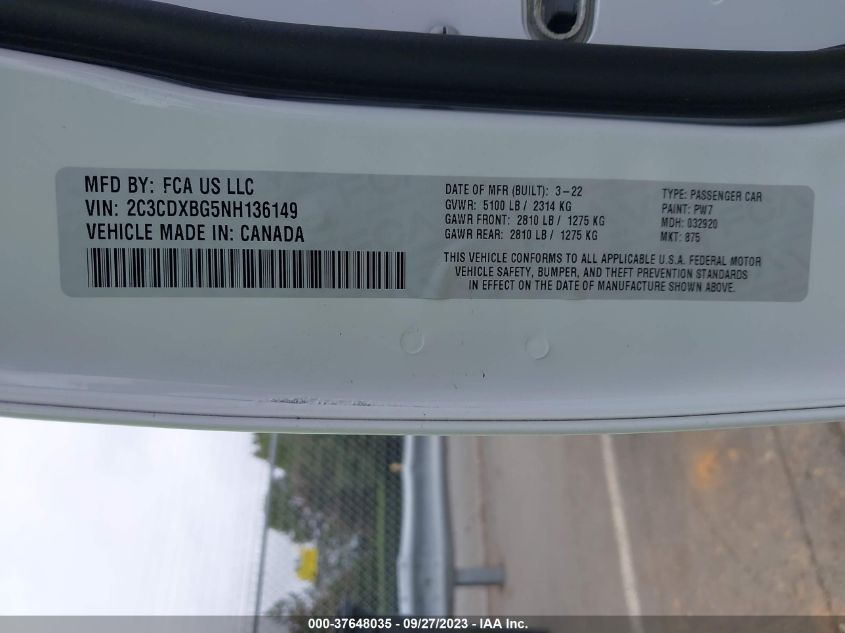 MFD BY: FCA US LLC
VIN: 2C3CDXBG5NH136149
VEHICLE MADE IN: CANADA
DATE OF MFR (BUILT): 3-22
GVWR: 5100 LB / 2314 KG
GAWR FRONT: 2810 LB / 1275 KG
GAWR REAR: 2810 LB / 1275 KG
TYPE: PASSENGER CAR
PAINT: PW7
MDH: 032920
MKT: 875
THIS VEHICLE CONFORMS TO ALL APPLICABLE U.S.A. FEDERAL MOTOR
VEHICLE SAFETY, BUMPER, AND THEFT PREVENTION STANDARDS
IN EFFECT ON THE DATE OF MANUFACTURE SHOWN ABOVE.
000-37648035 - 09/27/2023 - IAA Inc.